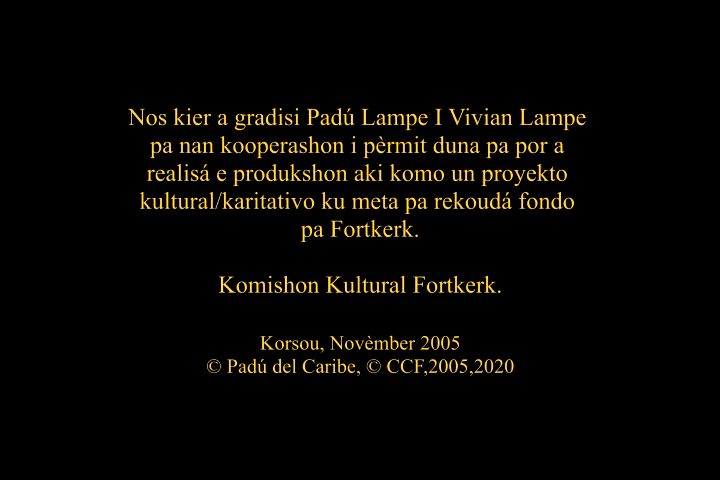 Nos kier a gradisi Padú Lampe I Vivian Lampe
pa nan kooperashon i pèrmit duna pa por a
realisá e produkshon aki komo un proyekto
kultural/karitativo ku meta pa rekoudá fondo
pa Fortkerk.
Komishon Kultural Fortkerk.
Korsou, Novèmber 2005
© Padú del Caribe, © CCF,2005,2020